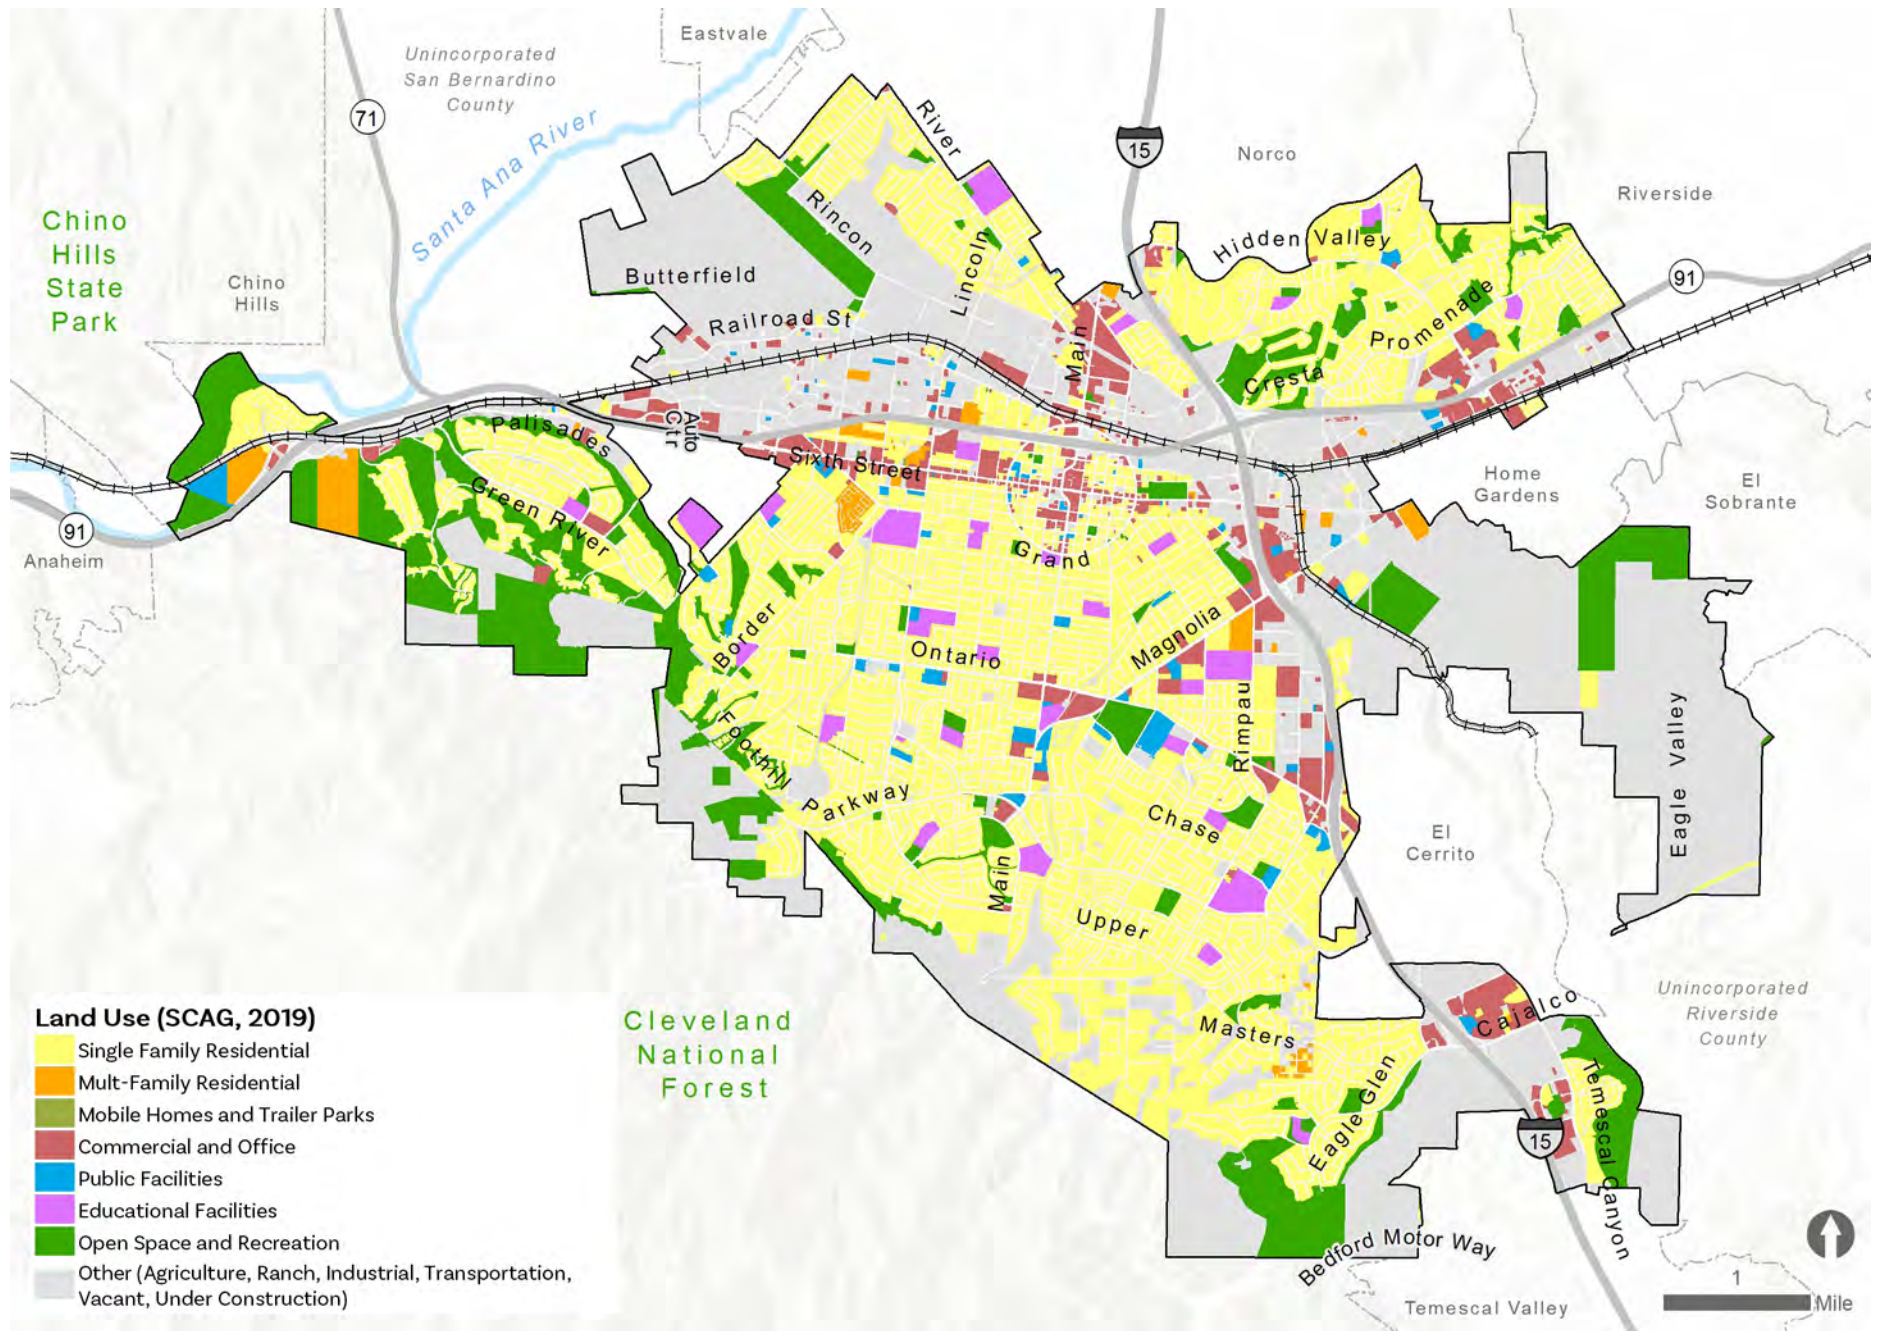 Eastvale
Unincorporated
San Bernardino
County
71
Santa Ana River
River
15
Norco
Riverside
Chino
Hills
State
Park
Chino
Hills
Rincon
Butterfield
Lincoln
Hidden Valley
91
Railroad St
Main
Promenade
Cresta
Palisades
Auto
Ctr
Sixth Street
Green River
Home
Gardens
El
Sobrante
91
Anaheim
Grand
Border
Ontario
Magnolia
Rimpau
Foothill
Parkway
Chase
Eagle Valley
El
Cerrito
Main
Upper
Masters
Cajalco
Unincorporated
Riverside
County
Cleveland
National
Forest
Eagle Glen
Temescal Canyon
15
Bedford Motor Way
Temescal Valley
Land Use (SCAG, 2019)
Single Family Residential
Mult-Family Residential
Mobile Homes and Trailer Parks
Commercial and Office
Public Facilities
Educational Facilities
Open Space and Recreation
Other (Agriculture, Ranch, Industrial, Transportation,
Vacant, Under Construction)
1
Mile